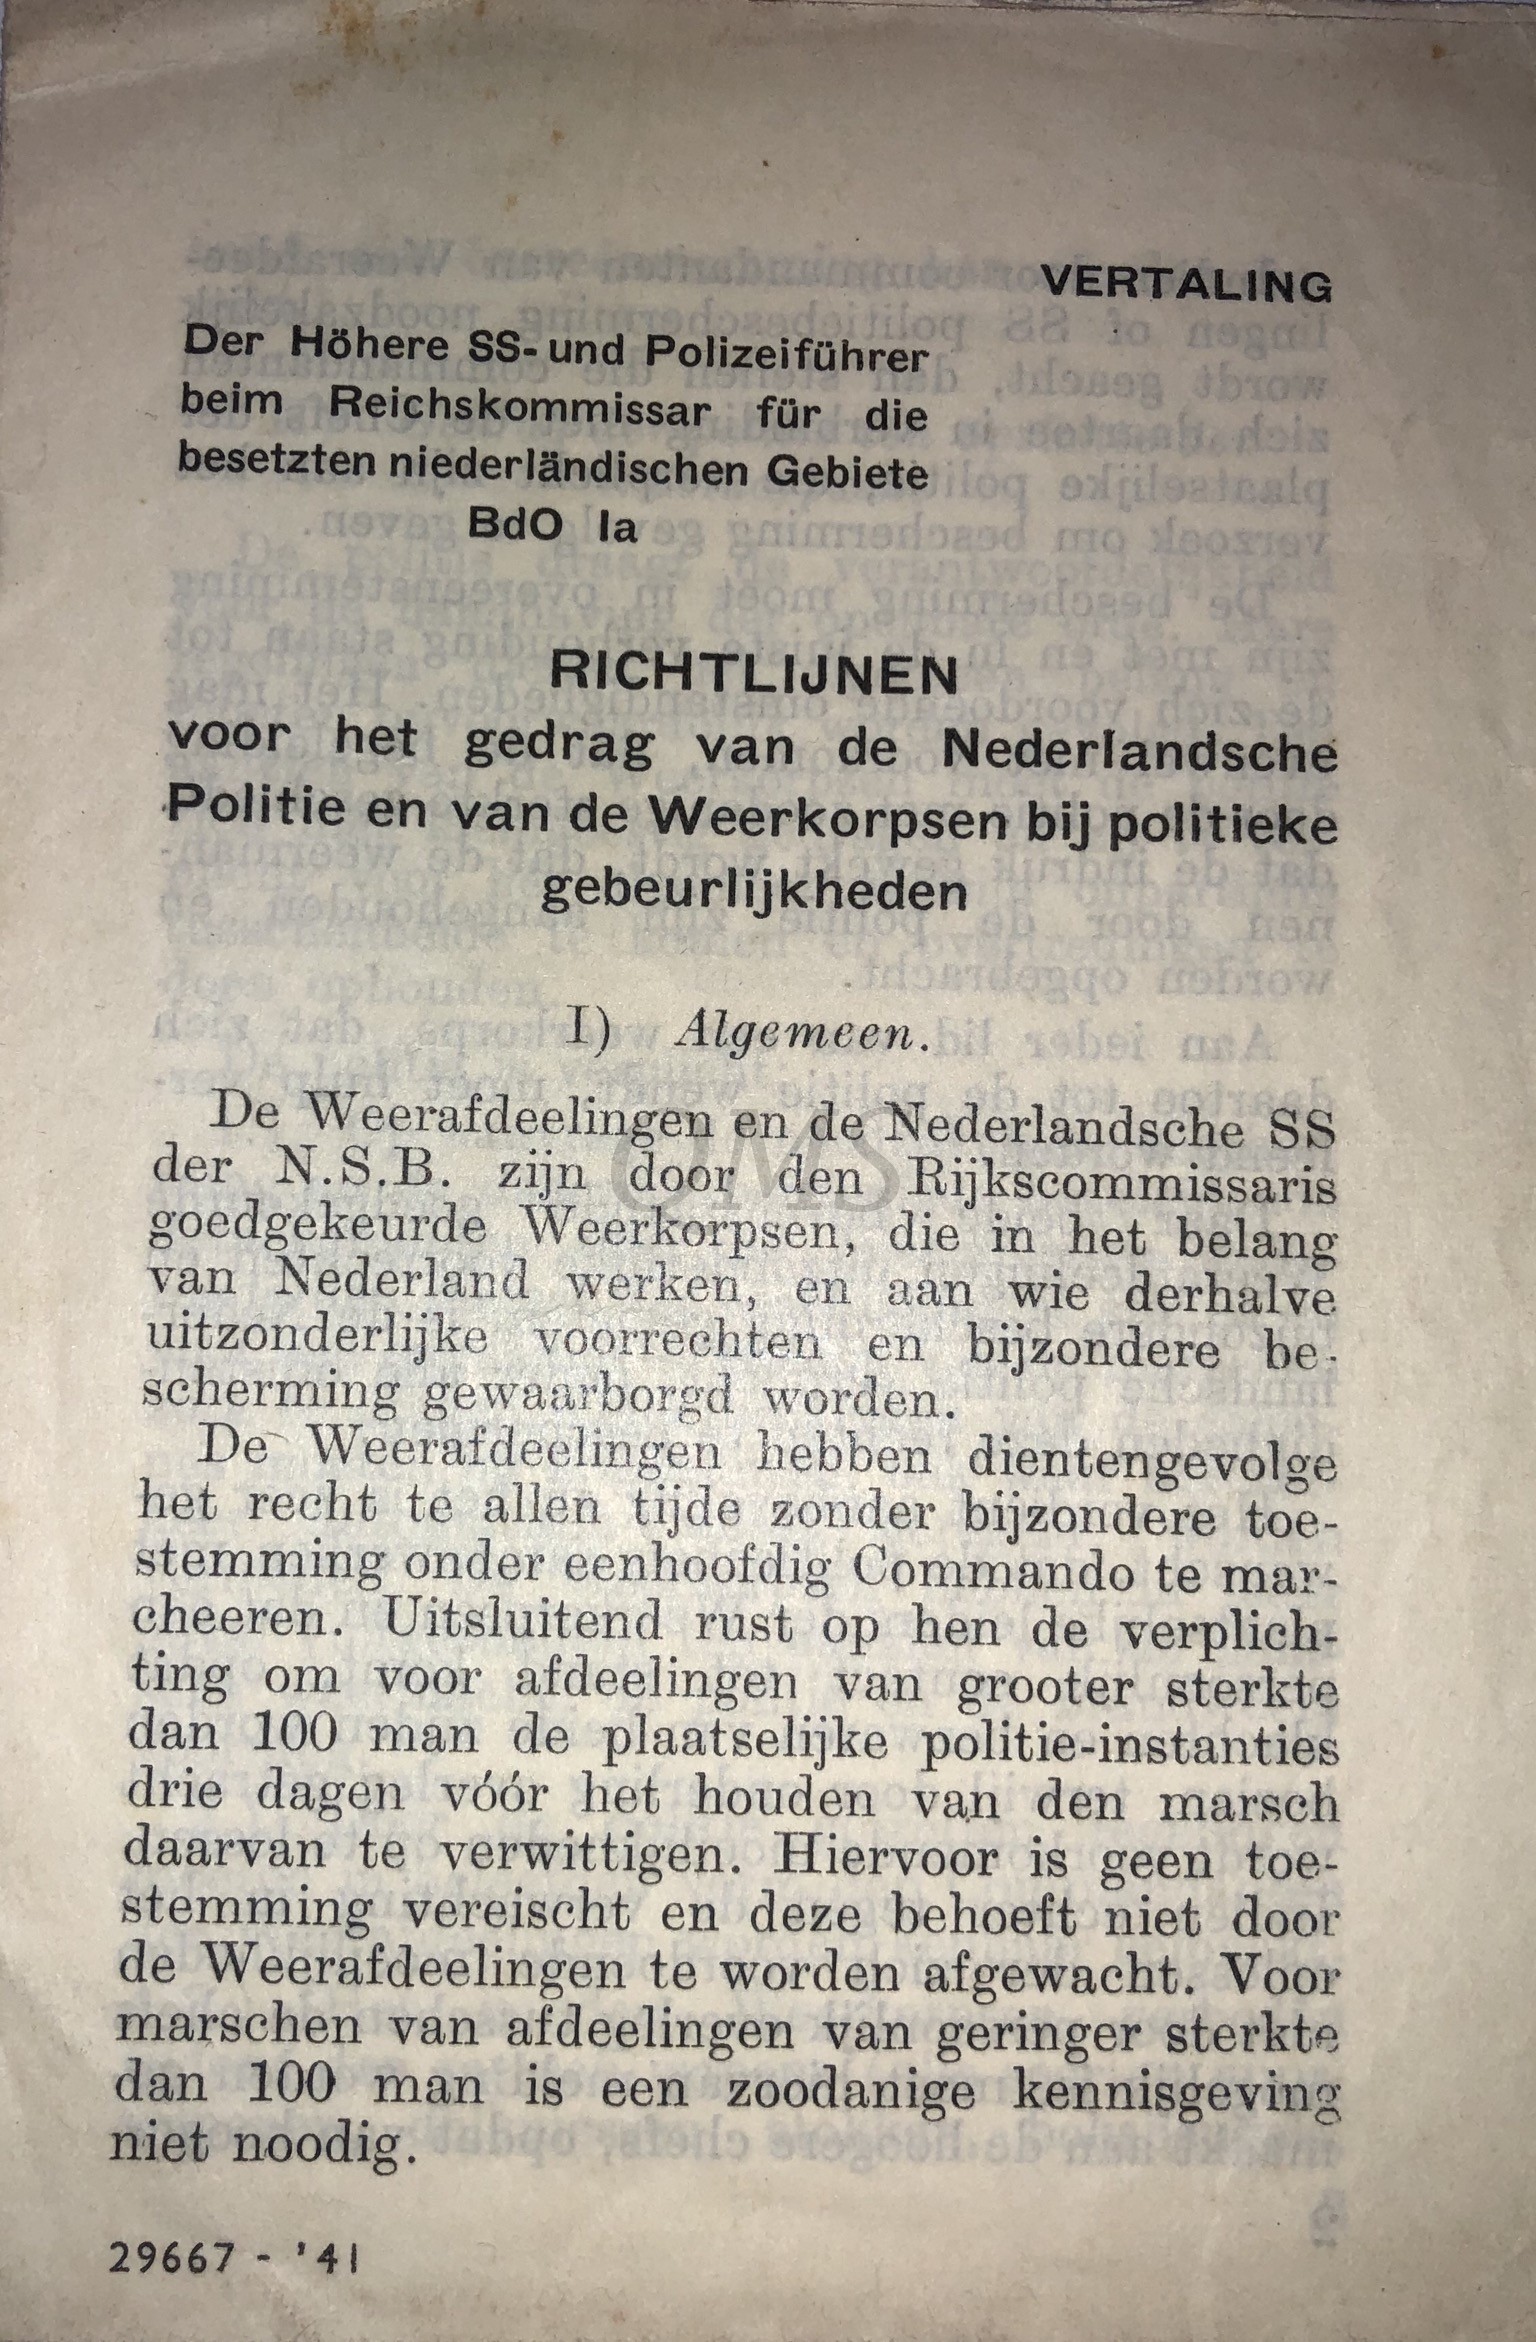 VERTALING
Der Höhere SS- und Polizeiführer
beim Reichskommissar für die
besetzten niederländischen Gebiete
BdO Ia
RICHTLIJNEN
voor het gedrag van de Nederlandsche
Politie en van de Weerkorpsen bij politieke
gebeurlijkheden
I) Algemeen.
De Weerafdeelingen en de Nederlandsche SS
der N.S.B. zijn door den Rijkscommissaris
goedgekeurde Weerkorpsen, die in het belang
van Nederland werken, en aan wie derhalve
uitzonderlijke voorrechten en bijzondere be-
scherming gewaarborgd worden.
De Weerafdeelingen hebben dientengevolge
het recht te allen tijde zonder bijzondere toe-
stemming onder eenhoofdig Commando te mar-
cheeren. Uitsluitend rust op hen de verplich-
ting om voor afdeelingen van grooter sterkte
dan 100 man de plaatselijke politie-instanties
drie dagen vóór het houden van den marsch
daarvan te verwittigen. Hiervoor is geen toe-
stemming vereischt en deze behoeft niet door
de Weerafdeelingen te worden afgewacht. Voor
marschen van afdeelingen van geringer sterkte
dan 100 man is een zoodanige kennisgeving
niet noodig.
29667 - '41